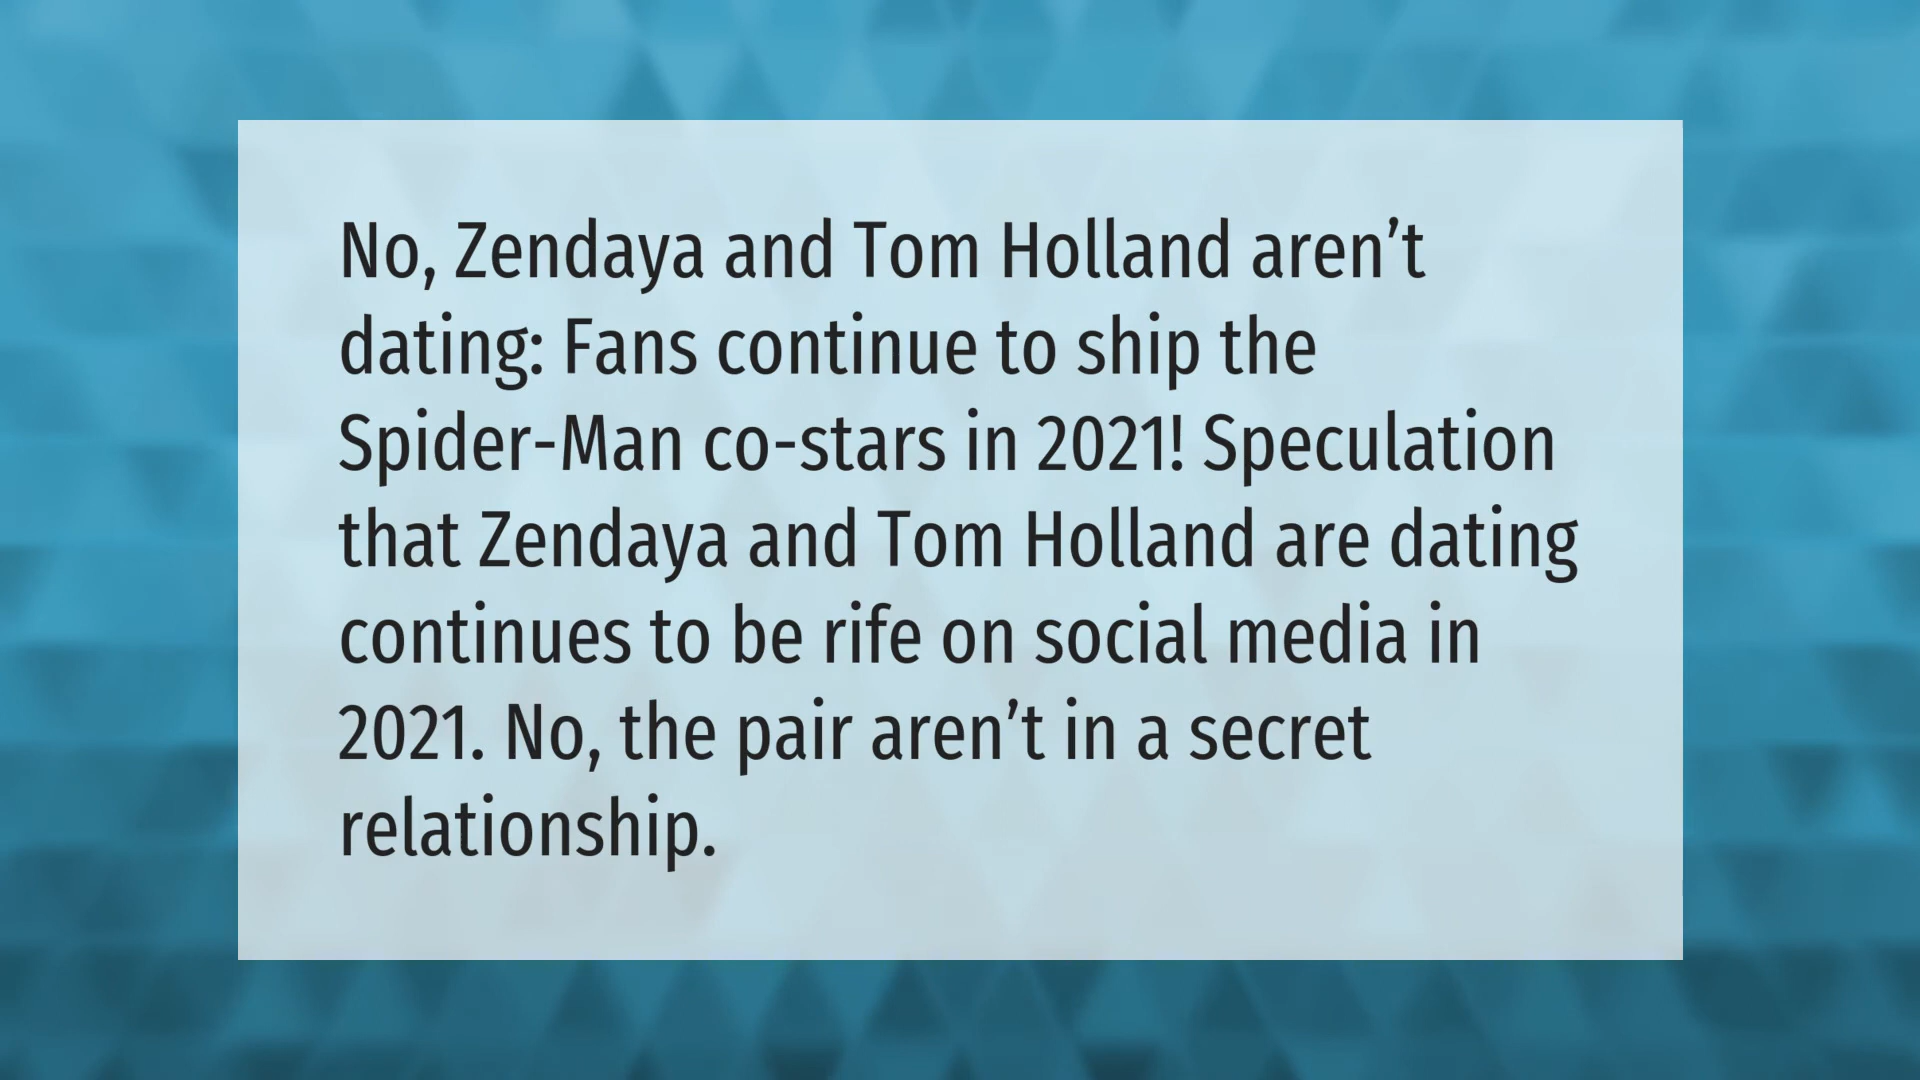 No, Zendaya and Tom Holland aren’t
dating: Fans continue to ship the
Spider-Man co-stars in 2021! Speculation
that Zendaya and Tom Holland are dating
continues to be rife on social media in
2021. No, the pair aren’t in a secret
relationship.